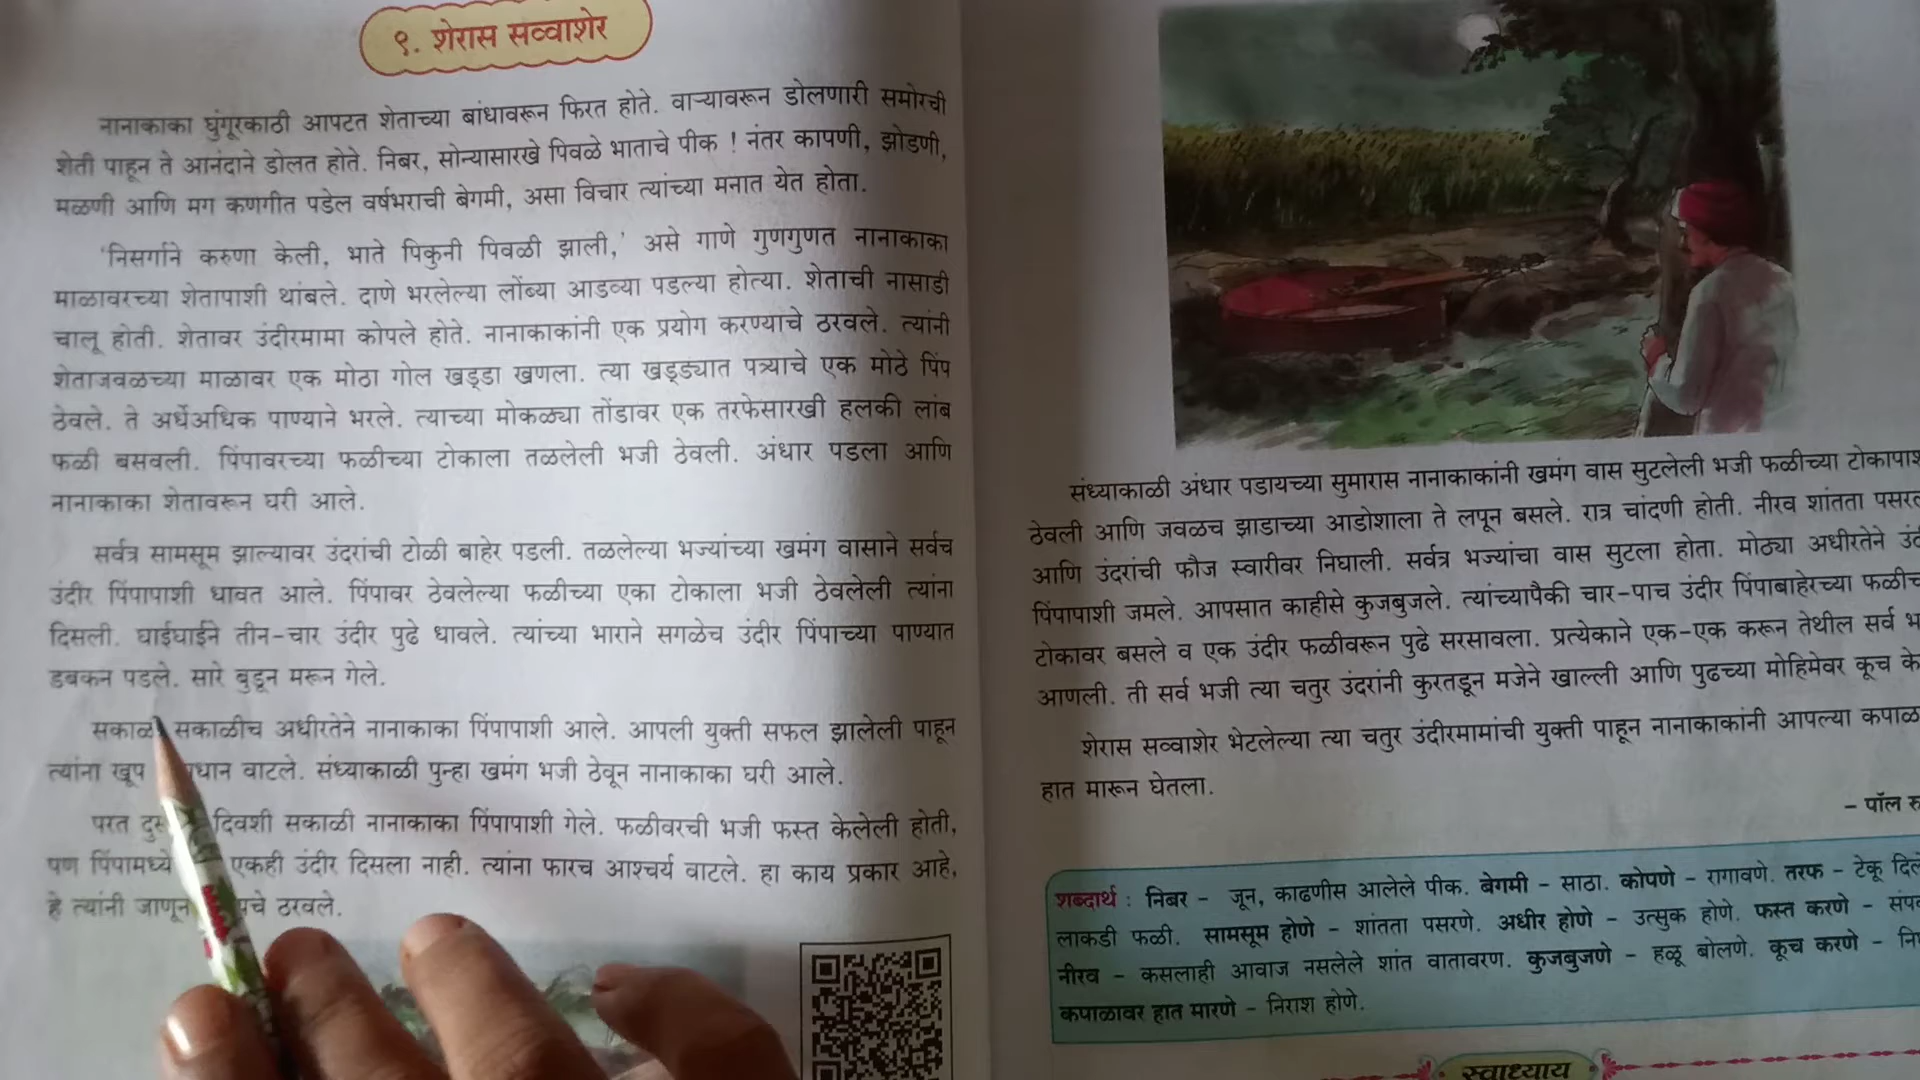 ९. शेरास सव्वाशेर
नानाकाका घुंगूरकाठी आपटत शेताच्या बांधावरून फिरत होते. वाऱ्यावरून डोलणारी समोरची
शेती पाहून ते आनंदाने डोलत होते. निबर, सोन्यासारखे पिवळे भाताचे पीक ! नंतर कापणी, झोडणी,
मळणी आणि मग कणगीत पडेल वर्षभराची बेगमी, असा विचार त्यांच्या मनात येत होता.
'निसर्गाने करुणा केली, भाते पिकुनी पिवळी झाली,' असे गाणे गुणगुणत नानाकाका
माळावरच्या शेतापाशी थांबले. दाणे भरलेल्या लोंब्या आडव्या पडल्या होत्या. शेताची नासाडी
चालू होती. शेतावर उंदीरमामा कोपले होते. नानाकाकांनी एक प्रयोग करण्याचे ठरवले. त्यांनी
शेताजवळच्या माळावर एक मोठा गोल खड्डा खणला. त्या खड्ड्यात पत्र्याचे एक मोठे पिंप
ठेवले. ते अर्धेअधिक पाण्याने भरले. त्याच्या मोकळ्या तोंडावर एक तरफेसारखी हलकी लांब
फळी बसवली. पिंपावरच्या फळीच्या टोकाला तळलेली भजी ठेवली. अंधार पडला आणि
नानाकाका शेतावरून घरी आले.
सर्वत्र सामसूम झाल्यावर उंदरांची टोळी बाहेर पडली. तळलेल्या भज्यांच्या खमंग वासाने सर्वच
उंदीर पिंपापाशी धावत आले. पिंपावर ठेवलेल्या फळीच्या एका टोकाला भजी ठेवलेली त्यांना
दिसली. घाईघाईने तीन-चार उंदीर पुढे धावले. त्यांच्या भाराने सगळेच उंदीर पिंपाच्या पाण्यात
डबकन पडले. सारे बुडून मरून गेले.
सकाळी सकाळीच अधीरतेने नानाकाका पिंपापाशी आले. आपली युक्ती सफल झालेली पाहून
त्यांना खूप वाटले. संध्याकाळी पुन्हा खमंग भजी ठेवून नानाकाका घरी आले.
परत दिवशी सकाळी नानाकाका पिंपापाशी गेले. फळीवरची भजी फस्त केलेली होती,
पण पिंपामध्ये एकही उंदीर दिसला नाही. त्यांना फारच आश्चर्य वाटले. हा काय प्रकार आहे,
हे त्यांनी ठरवले.
संध्याकाळी अंधार पडायच्या सुमारास नानाकाकांनी खमंग वास सुटलेली भजी फळीच्या
ठेवली आणि जवळच झाडाच्या आडोशाला ते लपून बसले. रात्र चांदणी होती. नीरव शांतता
आणि उंदरांची फौज स्वारीवर निघाली. सर्वत्र भज्यांचा वास सुटला होता. मोठ्या अधीरतेने
पिंपापाशी जमले. आपसात काहीसे कुजबुजले. त्यांच्यापैकी चार-पाच उंदीर पिंपाबाहेरच्या
टोकावर बसले व एक उंदीर फळीवरून पुढे सरसावला. प्रत्येकाने एक-एक करून तेथील सर्व
आणली. ती सर्व भजी त्या चतुर उंदरांनी कुरतडून मजेने खाल्ली आणि पुढच्या मोहिमेवर कूच
शेरास सव्वाशेर भेटलेल्या त्या चतुर उंदीरमामांची युक्ती पाहून नानाकाकांनी आपल्या
हात मारून घेतला.
– पॉल
शब्दार्थ : निबर – जून, काढणीस आलेले पीक. बेगमी – साठा. कोपणे – रागावणे. तरफ – टेकू
लाकडी फळी. सामसूम होणे – शांतता पसरणे. अधीर होणे – उत्सुक होणे. फस्त करणे –
नीरव – कसलाही आवाज नसलेले शांत वातावरण. कुजबुजणे – हळू बोलणे. कूच करणे –
कपाळावर हात मारणे – निराश होणे.
स्वाध्याय